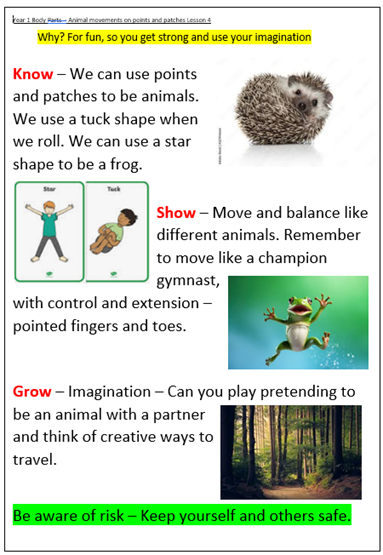 Year 1 Body Parts – Animal movements on points and patches Lesson 4
Why? For fun, so you get strong and use your imagination
Know – We can use points
and patches to be animals.
We use a tuck shape when
we roll. We can use a star
shape to be a frog.
Star
Tuck
Show – Move and balance like
different animals. Remember
to move like a champion
gymnast,
with control and extension –
pointed fingers and toes.
Grow – Imagination – Can you play pretending to
be an animal with a partner
and think of creative ways to
travel.
Be aware of risk – Keep yourself and others safe.